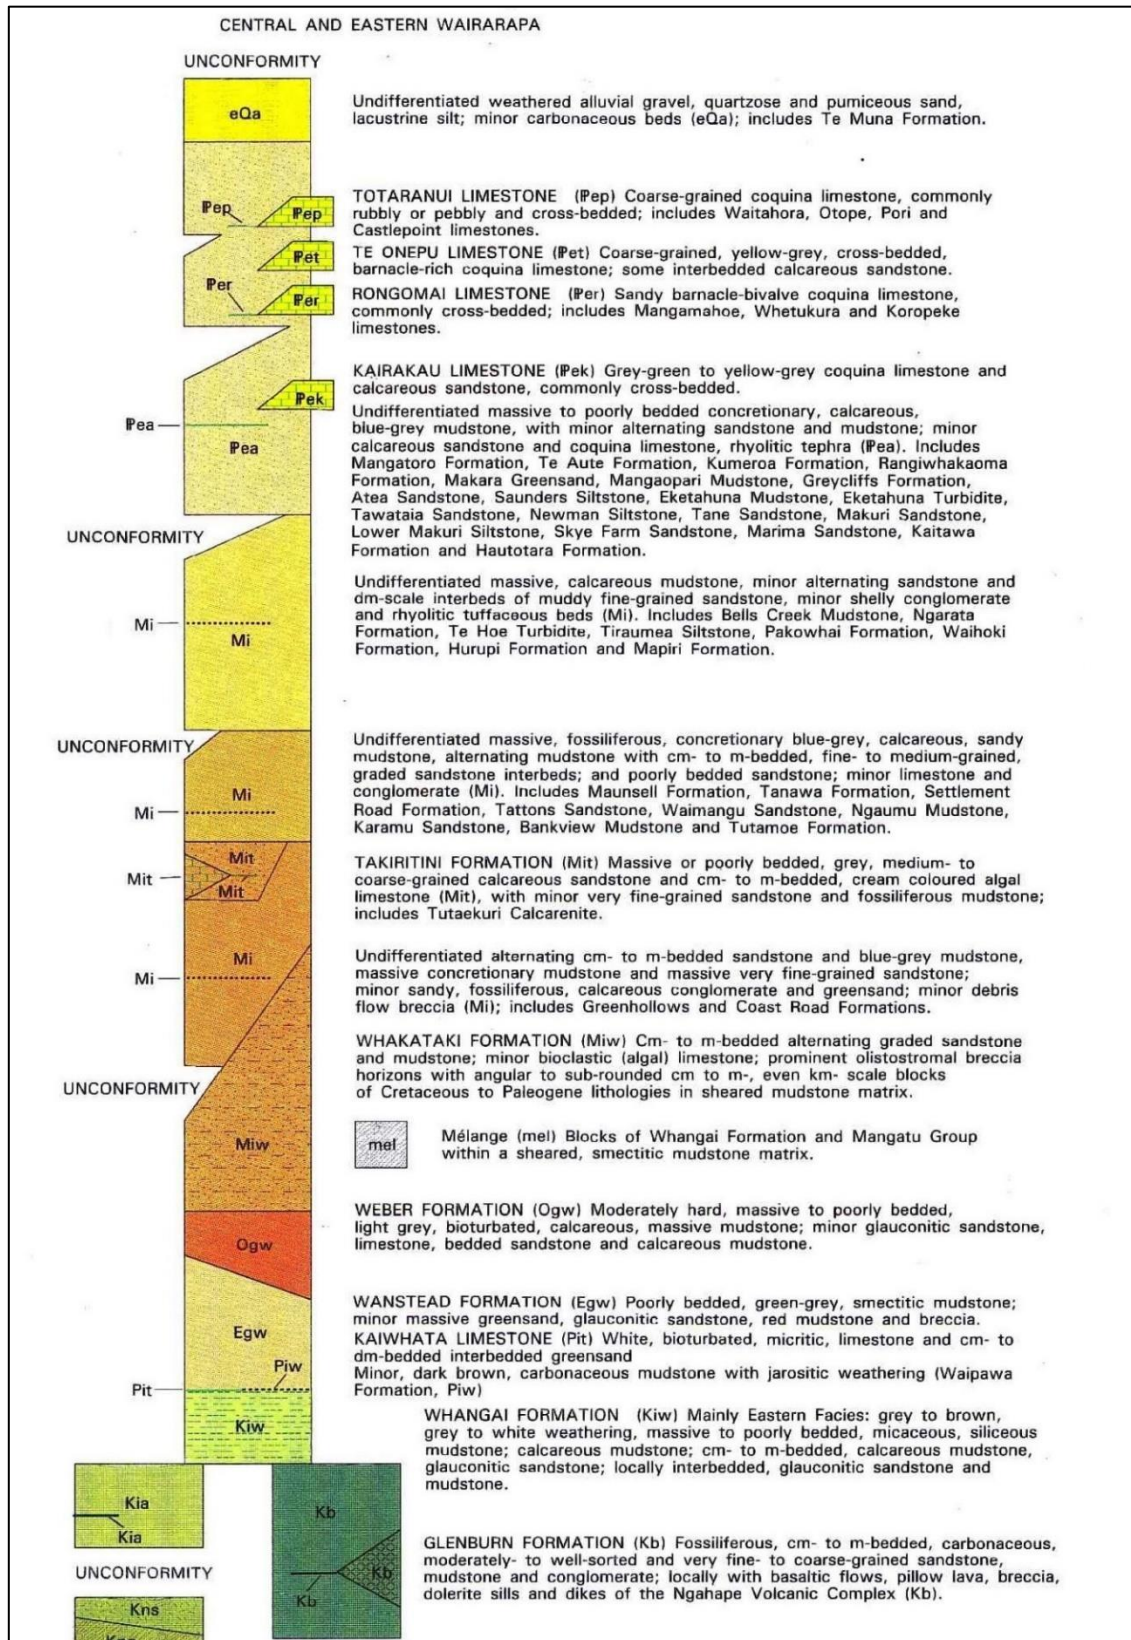 CENTRAL AND EASTERN WAIRARAPA
UNCONFORMITY
eQa
Undifferentiated weathered alluvial gravel, quartzose and pumiceous sand,
lacustrine silt; minor carbonaceous beds (eQa); includes Te Muna Formation.
Pep
Pep
TOTARANUI LIMESTONE (Pep) Coarse-grained coquina limestone, commonly
rubbly or pebbly and cross-bedded; includes Waitahora, Otope, Pori and
Castlepoint limestones.
Pet
TE ONEPU LIMESTONE (Pet) Coarse-grained, yellow-grey, cross-bedded,
barnacle-rich coquina limestone; some interbedded calcareous sandstone.
Per
Per
RONGOMAI LIMESTONE (Per) Sandy barnacle-bivalve coquina limestone,
commonly cross-bedded; includes Mangamahoe, Whetukura and Koropeke
limestones.
Pek
KAIRAKAU LIMESTONE (Pek) Grey-green to yellow-grey coquina limestone and
calcareous sandstone, commonly cross-bedded.
Pea
Pea
Undifferentiated massive to poorly bedded concretionary, calcareous,
blue-grey mudstone, with minor alternating sandstone and mudstone; minor
calcareous sandstone and coquina limestone, rhyolitic tephra (Pea). Includes
Mangatoro Formation, Te Aute Formation, Kumeroa Formation, Rangiwhakaoma
Formation, Makara Greensand, Mangaopari Mudstone, Greycliffs Formation,
Atea Sandstone, Saunders Siltstone, Eketahuna Mudstone, Eketahuna Turbidite,
Tawataia Sandstone, Newman Siltstone, Tane Sandstone, Makuri Sandstone,
Lower Makuri Siltstone, Skye Farm Sandstone, Marima Sandstone, Kaitawa
Formation and Hautotara Formation.
UNCONFORMITY
Mi
Mi
Undifferentiated massive, calcareous mudstone, minor alternating sandstone and
dm-scale interbeds of muddy fine-grained sandstone, minor shelly conglomerate
and rhyolitic tuffaceous beds (Mi). Includes Bells Creek Mudstone, Ngarata
Formation, Te Hoe Turbidite, Tiraumea Siltstone, Pakowhai Formation, Waihoki
Formation, Hurupi Formation and Mapiri Formation.
UNCONFORMITY
Mi
Mi
Undifferentiated massive, fossiliferous, concretionary blue-grey, calcareous, sandy
mudstone, alternating mudstone with cm- to m-bedded, fine- to medium-grained,
graded sandstone interbeds; and poorly bedded sandstone; minor limestone and
conglomerate (Mi). Includes Maunsell Formation, Tanawa Formation, Settlement
Road Formation, Tattons Sandstone, Waimangu Sandstone, Ngaumu Mudstone,
Karamu Sandstone, Bankview Mudstone and Tutamoe Formation.
Mit
Mit
Mit
TAKIRITINI FORMATION (Mit) Massive or poorly bedded, grey, medium- to
coarse-grained calcareous sandstone and cm- to m-bedded, cream coloured algal
limestone (Mit), with minor very fine-grained sandstone and fossiliferous mudstone;
includes Tutaekuri Calcarenite.
Mi
Mi
Undifferentiated alternating cm- to m-bedded sandstone and blue-grey mudstone,
massive concretionary mudstone and massive very fine-grained sandstone;
minor sandy, fossiliferous, calcareous conglomerate and greensand; minor debris
flow breccia (Mi); includes Greenhollows and Coast Road Formations.
UNCONFORMITY
Miw
WHAKATAKI FORMATION (Miw) Cm- to m-bedded alternating graded sandstone
and mudstone; minor bioclastic (algal) limestone; prominent olistostromal breccia
horizons with angular to sub-rounded cm to m-, even km- scale blocks
of Cretaceous to Paleogene lithologies in sheared mudstone matrix.
mel
Mélange (mel) Blocks of Whangai Formation and Mangatu Group
within a sheared, smectitic mudstone matrix.
Ogw
WEBER FORMATION (Ogw) Moderately hard, massive to poorly bedded,
light grey, bioturbated, calcareous, massive mudstone; minor glauconitic sandstone,
limestone, bedded sandstone and calcareous mudstone.
Egw
WANSTEAD FORMATION (Egw) Poorly bedded, green-grey, smectitic mudstone;
minor massive greensand, glauconitic sandstone, red mudstone and breccia.
Pit
Piw
KAIWHATA LIMESTONE (Pit) White, bioturbated, micritic, limestone and cm- to
dm-bedded interbedded greensand
Minor, dark brown, carbonaceous mudstone with jarositic weathering (Waipawa
Formation, Piw)
Kiw
WHANGAI FORMATION (Kiw) Mainly Eastern Facies: grey to brown,
grey to white weathering, massive to poorly bedded, micaceous, siliceous
mudstone; calcareous mudstone; cm- to m-bedded, calcareous mudstone,
glauconitic sandstone; locally interbedded, glauconitic sandstone and
mudstone.
Kia
Kia
Kb
Kb
Kb
GLENBURN FORMATION (Kb) Fossiliferous, cm- to m-bedded, carbonaceous,
moderately- to well-sorted and very fine- to coarse-grained sandstone,
mudstone and conglomerate; locally with basaltic flows, pillow lava, breccia,
dolerite sills and dikes of the Ngahape Volcanic Complex (Kb).
UNCONFORMITY
Kns